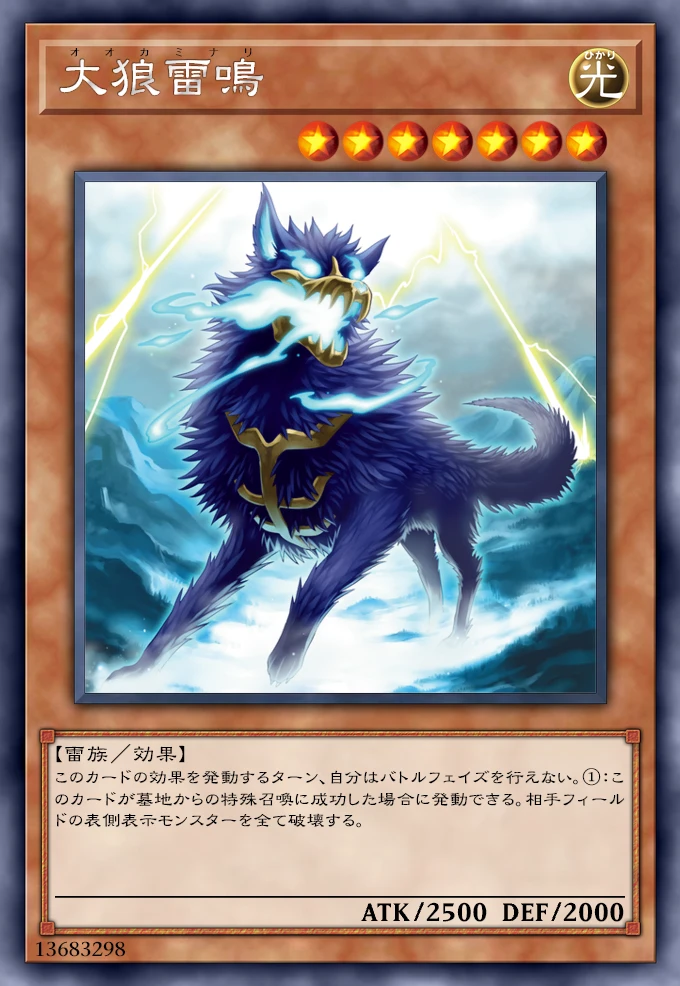 オオカミナリ
大狼雷鳴
ひかり
光
【雷族／効果】
このカードの効果を発動するターン、自分はバトルフェイズを行えない。①：こ
のカードが墓地からの特殊召喚に成功した場合に発動できる。相手フィール
ドの表側表示モンスターを全て破壊する。
ATK/2500 DEF/2000
13683298